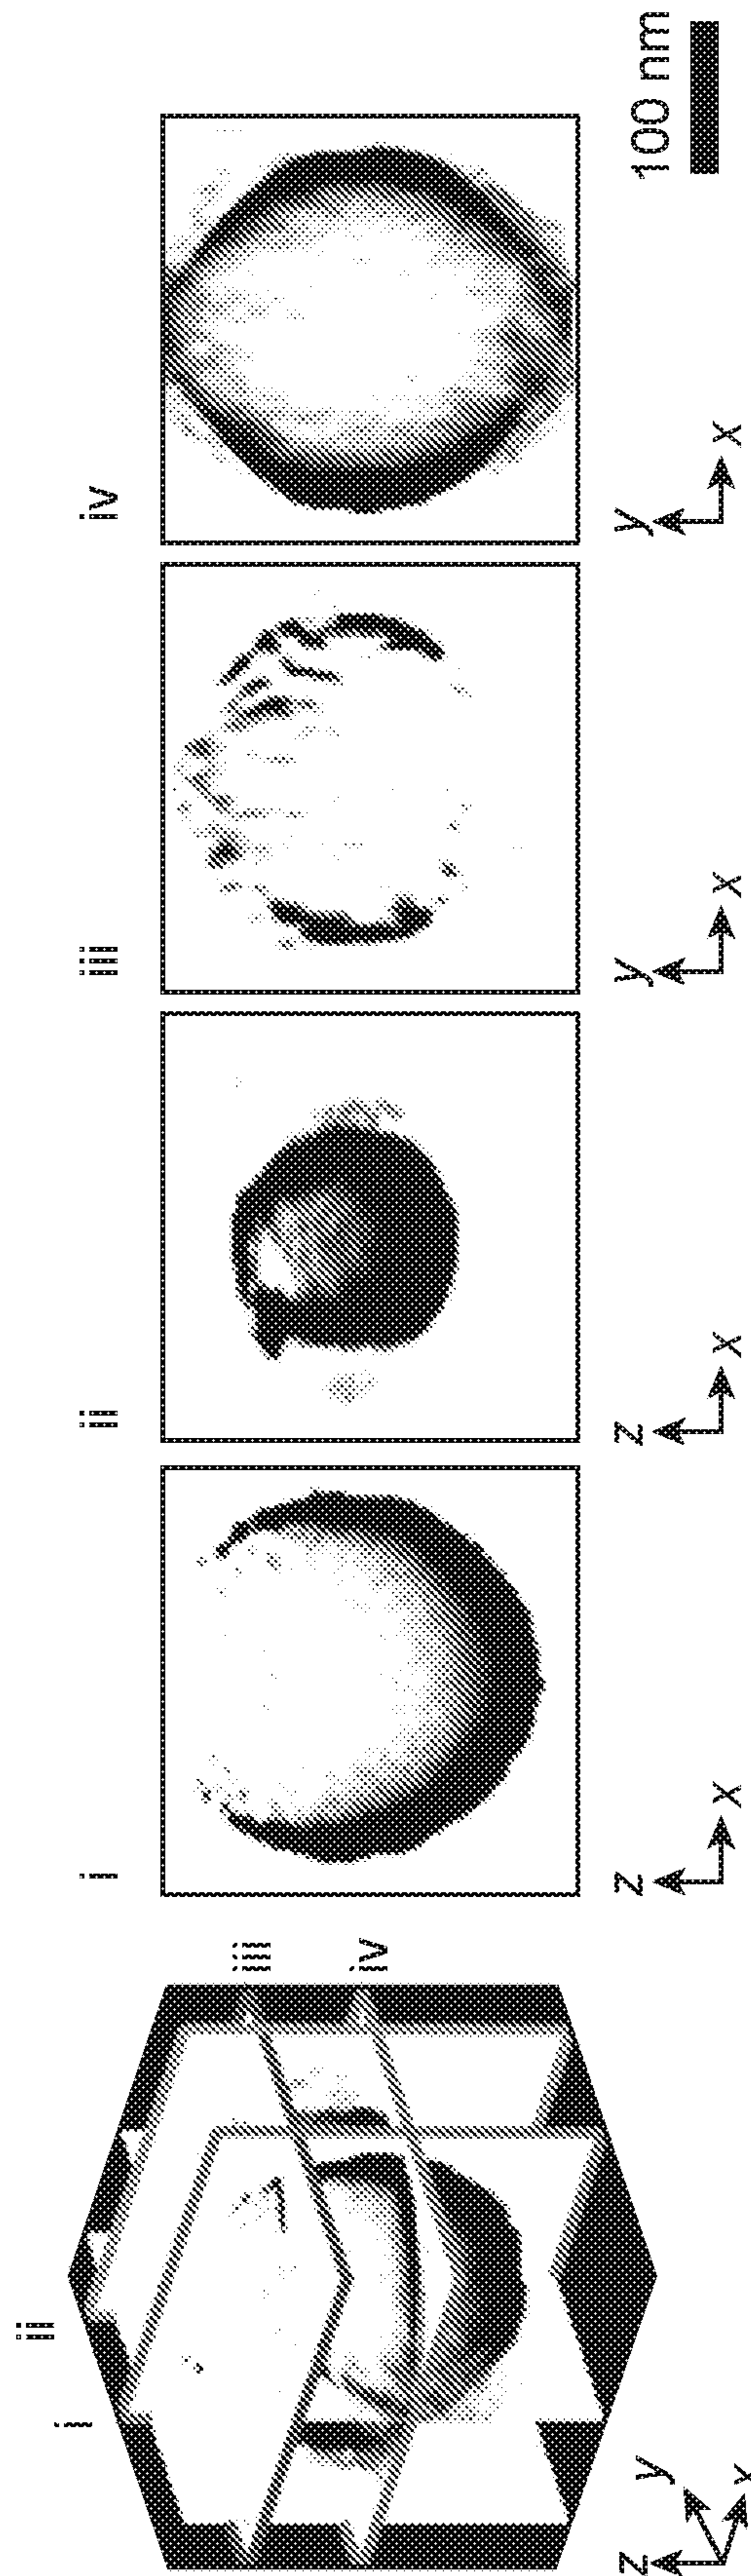 ii
i
i ii iii iv
iii
iv
z y x
z x
z x
y x
y x
100 nm